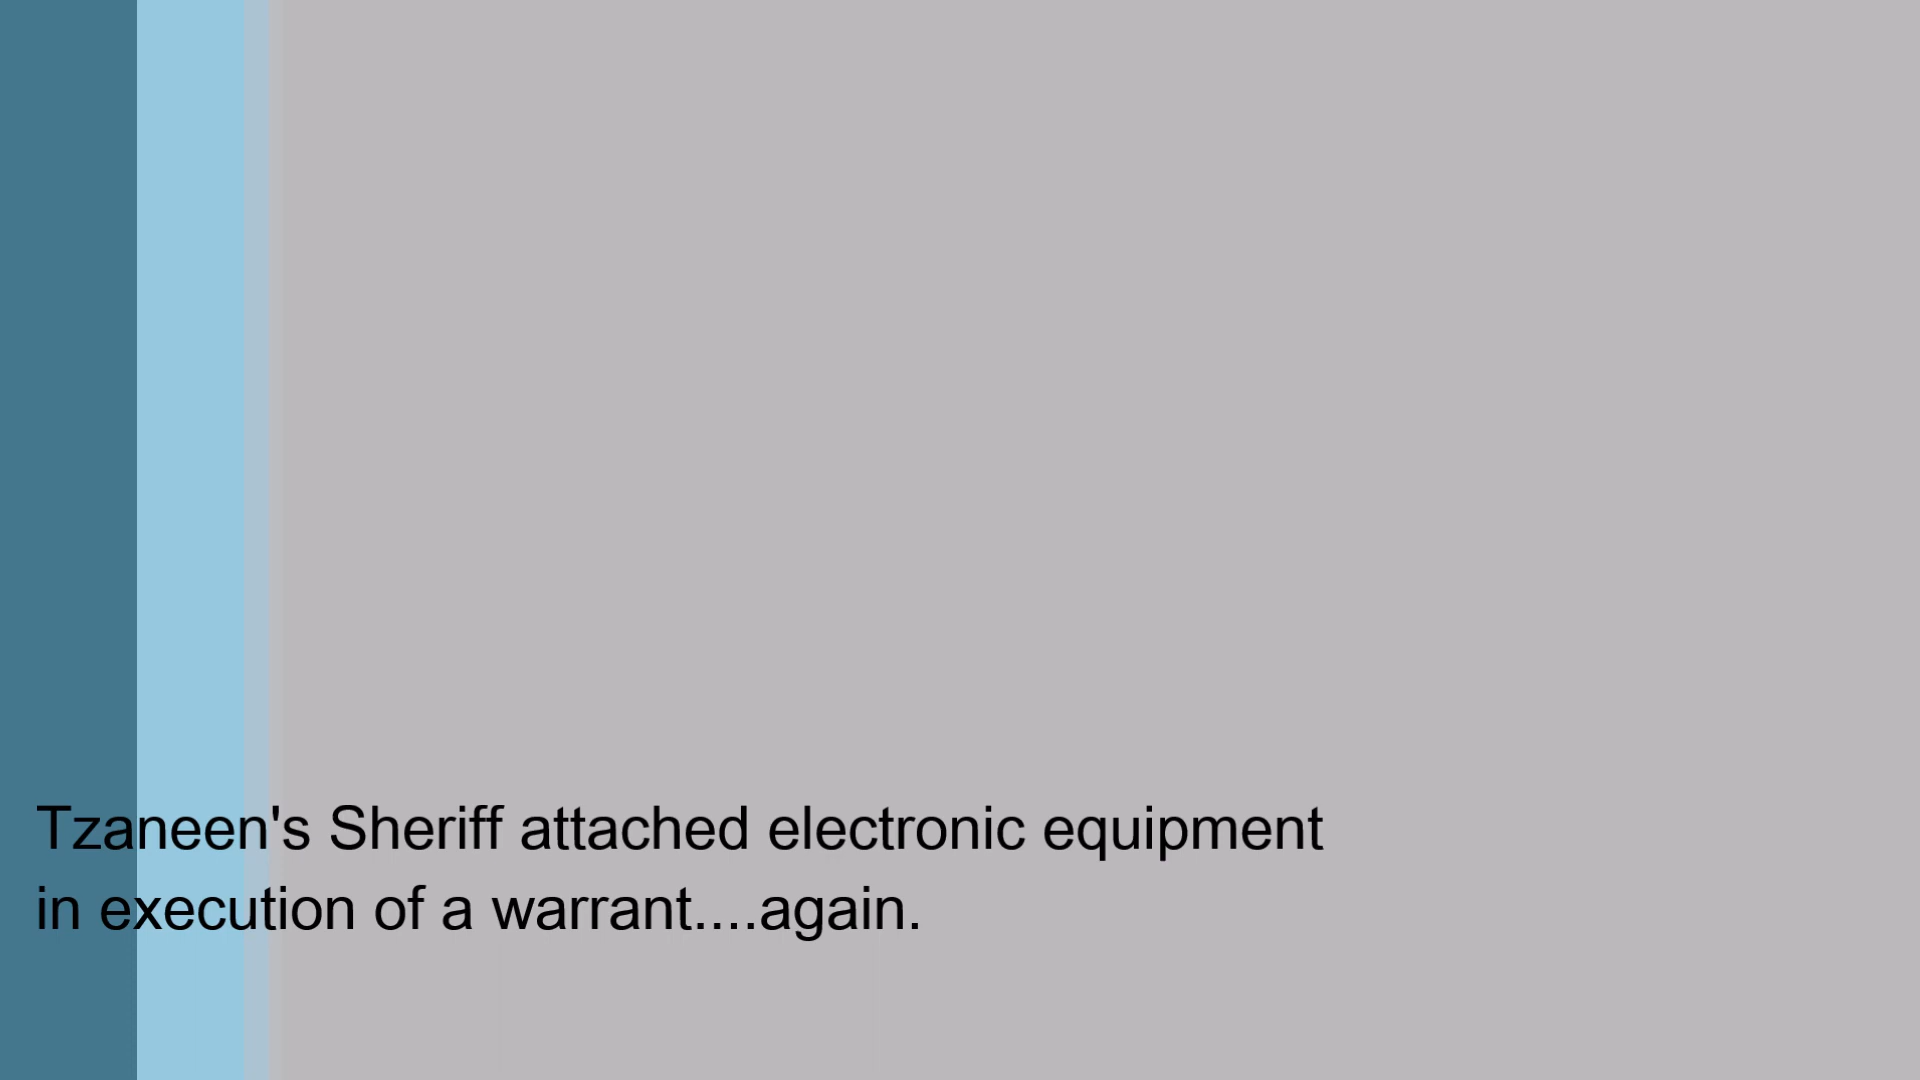 Tzaneen's Sheriff attached electronic equipment
in execution of a warrant....again.